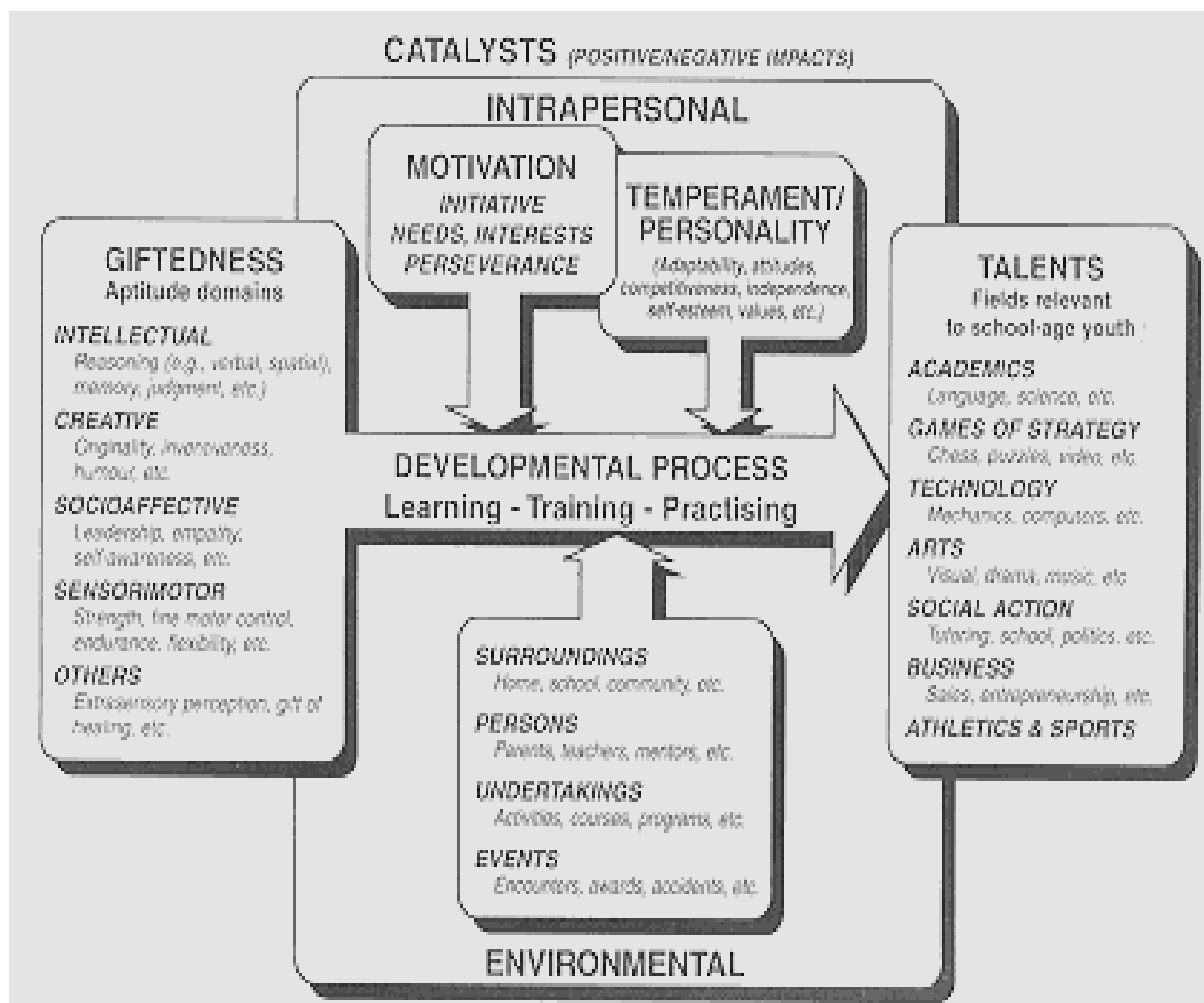 CATALYSTS (POSITIVE/NEGATIVE IMPACTS)
INTRAPERSONAL
MOTIVATION
INITIATIVE
NEEDS, INTERESTS
PERSEVERANCE
TEMPERAMENT/
PERSONALITY
(Adaptability, attitudes,
competitiveness, independence,
self-esteem, values, etc.)
GIFTEDNESS
Aptitude domains
INTELLECTUAL
Reasoning (e.g., verbal, spatial),
memory, judgment, etc.)
CREATIVE
Originality, inventiveness,
humour, etc.
SOCIOAFFECTIVE
Leadership, empathy,
self-awareness, etc.
SENSORIMOTOR
Strength, fine motor control,
endurance, flexibility, etc.
OTHERS
Extrasensory perception, gift of
healing, etc.
DEVELOPMENTAL PROCESS
Learning - Training - Practising
SURROUNDINGS
Home, school, community, etc.
PERSONS
Parents, teachers, mentors, etc.
UNDERTAKINGS
Activities, courses, programs, etc.
EVENTS
Encounters, awards, accidents, etc.
ENVIRONMENTAL
TALENTS
Fields relevant
to school-age youth
ACADEMICS
Language, science, etc.
GAMES OF STRATEGY
Chess, puzzles, video, etc.
TECHNOLOGY
Mechanics, computers, etc.
ARTS
Visual, drama, music, etc
SOCIAL ACTION
Tutoring, school, politics, etc.
BUSINESS
Sales, entrepreneurship, etc.
ATHLETICS & SPORTS